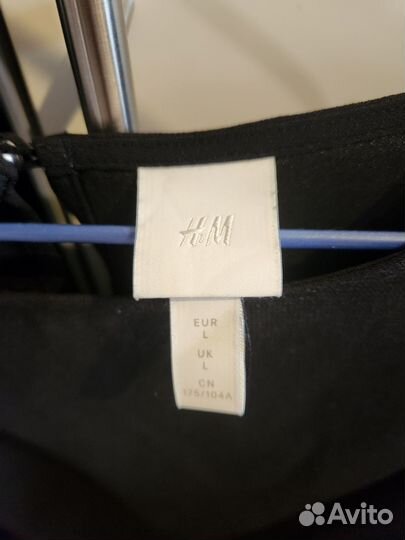 H&M
EUR
L
UK
L
CN
175/104A
Avito